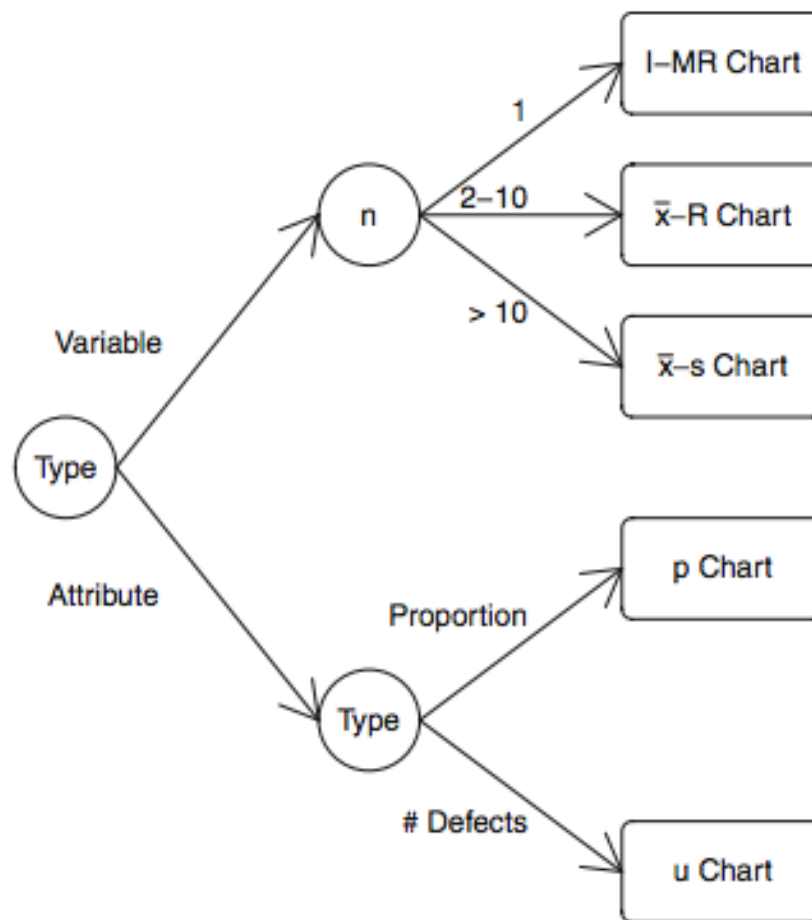 I–MR Chart
1
n
2–10
x̅–R Chart
> 10
Variable
x̅–s Chart
Type
p Chart
Attribute
Proportion
Type
# Defects
u Chart